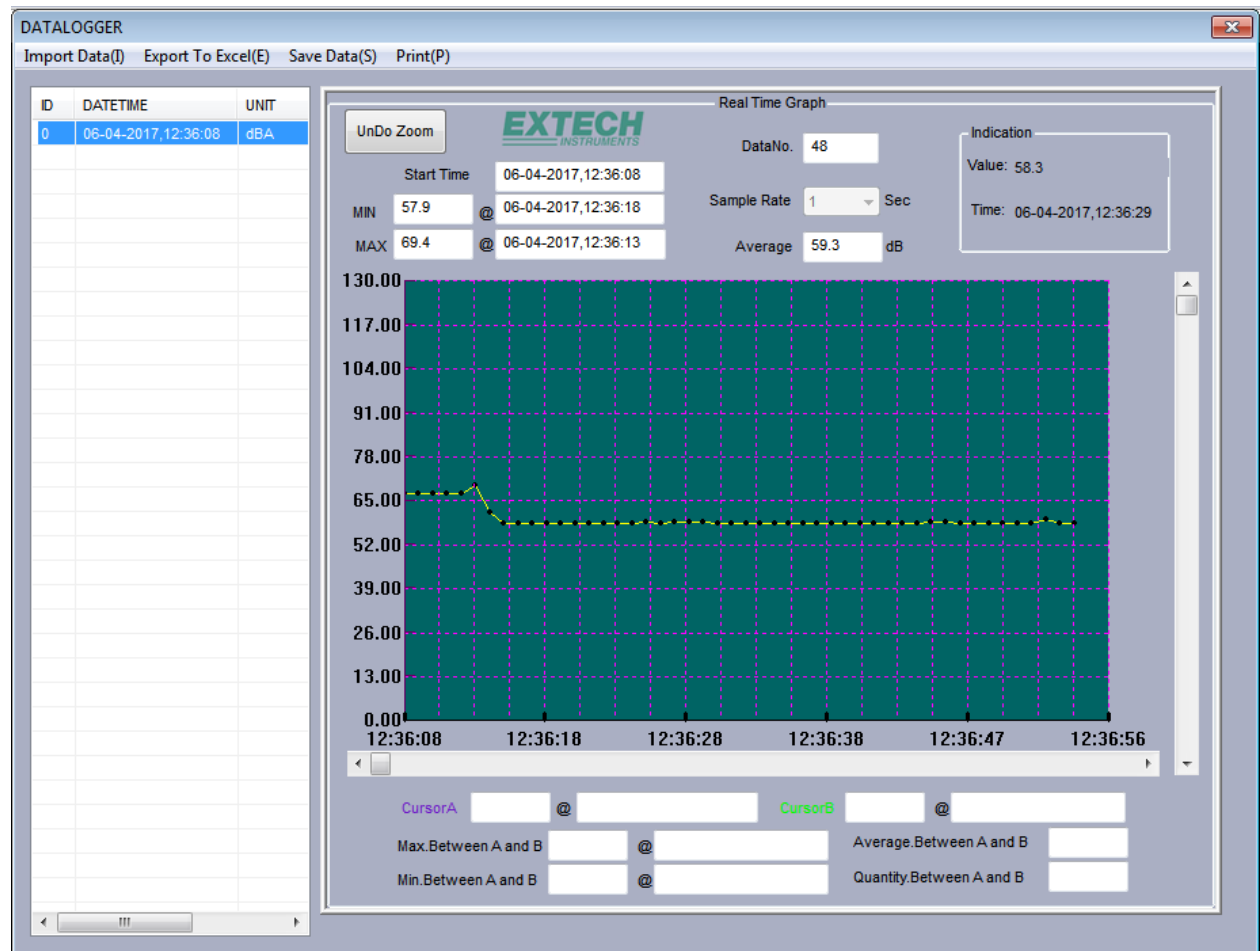 DATALOGGER
Import Data(I) Export To Excel(E) Save Data(S) Print(P)
ID DATETIME UNIT
0 06-04-2017,12:36:08 dBA
Real Time Graph
UnDo Zoom
EXTECH
INSTRUMENTS
DataNo. 48
Indication
Value: 58.3
Time: 06-04-2017,12:36:29
Start Time 06-04-2017,12:36:08
MIN 57.9 @ 06-04-2017,12:36:18
MAX 69.4 @ 06-04-2017,12:36:13
Sample Rate 1 Sec
Average 59.3 dB
130.00
117.00
104.00
91.00
78.00
65.00
52.00
39.00
26.00
13.00
0.00
12:36:08 12:36:18 12:36:28 12:36:38 12:36:47 12:36:56
CursorA @ CursorB @
Max.Between A and B @ Average.Between A and B
Min.Between A and B @ Quantity.Between A and B